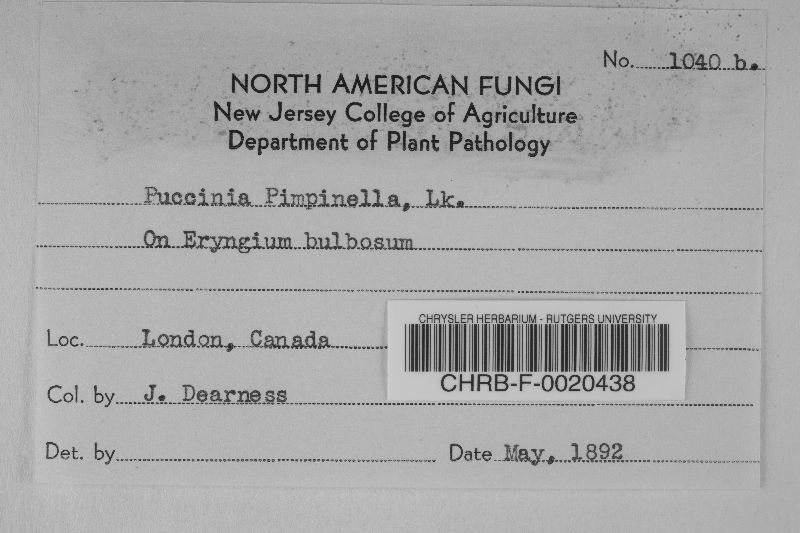 No. 1040 b.
NORTH AMERICAN FUNGI
New Jersey College of Agriculture
Department of Plant Pathology
Puccinia Pimpinella, Lk.
On Eryngium bulbosum
Loc. London, Canada
CHRYSLER HERBARIUM - RUTGERS UNIVERSITY
CHRB-F-0020438
Col. by J. Dearness
Det. by
Date May, 1892